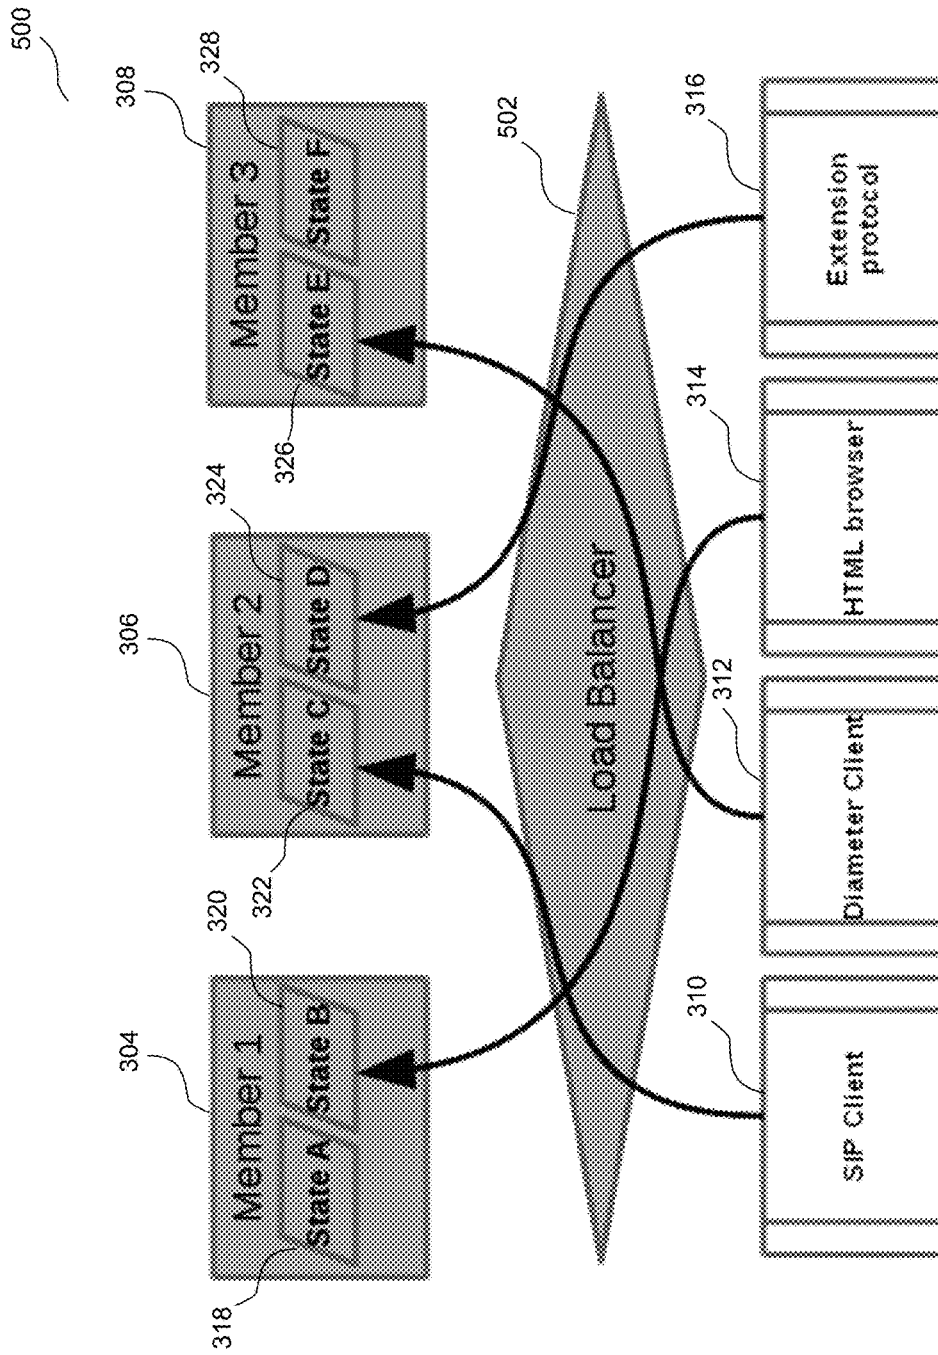 500
304
306
308
Member 1
Member 2
Member 3
318
320
322
324
326
328
State A
State B
State C
State D
State E
State F
502
Load Balancer
310
312
314
316
SIP Client
Diameter Client
HTML browser
Extension
protocol